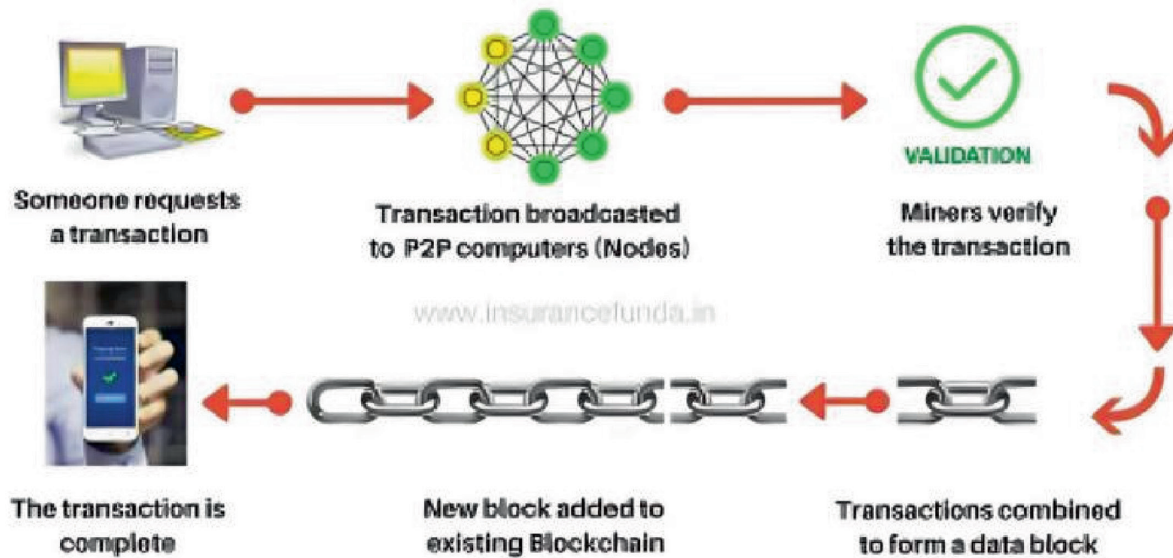 VALIDATION
Someone requests
a transaction
Transaction broadcasted
to P2P computers (Nodes)
Miners verify
the transaction
www.insurancefunda.in
The transaction is
complete
New block added to
existing Blockchain
Transactions combined
to form a data block